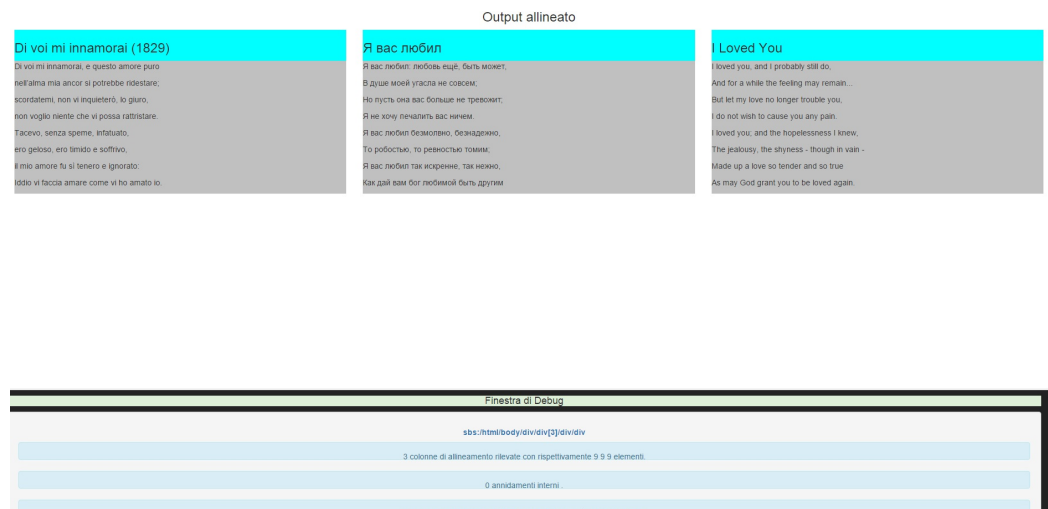 Output allineato
Di voi mi innamorai (1829)
Di voi mi innamorai, e questo amore puro
nell'alma mia ancor si potrebbe ridestare;
scordatemi, non vi inquieterò, lo giuro,
non voglio niente che vi possa rattristare.
Tacevo, senza speme, infatuato,
ero geloso, ero timido e soffrivo,
il mio amore fu sì tenero e ignorato:
Iddio vi faccia amare come vi ho amato io.
Я вас любил
Я вас любил: любовь ещё, быть может,
В душе моей угасла не совсем;
Но пусть она вас больше не тревожит;
Я не хочу печалить вас ничем.
Я вас любил безмолвно, безнадежно,
То робостью, то ревностью томим;
Я вас любил так искренне, так нежно,
Как дай вам бог любимой быть другим
I Loved You
I loved you, and I probably still do,
And for a while the feeling may remain...
But let my love no longer trouble you,
I do not wish to cause you any pain.
I loved you; and the hopelessness I knew,
The jealousy, the shyness - though in vain -
Made up a love so tender and so true
As may God grant you to be loved again.
Finestra di Debug
sbs:/html/body/div/div[3]/div/div
3 colonne di allineamento rilevate con rispettivamente 9 9 9 elementi.
0 annidamenti interni .